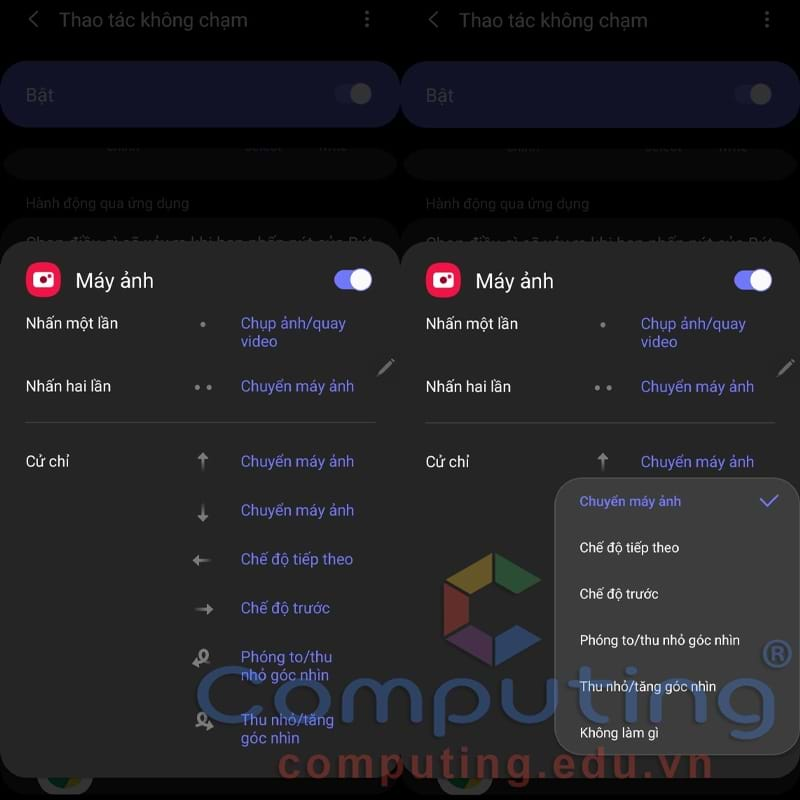 Thao tác không chạm
Bật
Hành động qua ứng dụng
Máy ảnh
Nhấn một lần
Chụp ảnh/quay
video
Nhấn hai lần
Chuyển máy ảnh
Cử chỉ
Chuyển máy ảnh
Chuyển máy ảnh
Chế độ tiếp theo
Chế độ trước
Phóng to/thu
nhỏ góc nhìn
Thu nhỏ/tăng
góc nhìn
Thao tác không chạm
Bật
Hành động qua ứng dụng
Máy ảnh
Nhấn một lần
Chụp ảnh/quay
video
Nhấn hai lần
Chuyển máy ảnh
Cử chỉ
Chuyển máy ảnh
Chuyển máy ảnh
Chế độ tiếp theo
Chế độ trước
Phóng to/thu nhỏ góc nhìn
Thu nhỏ/tăng góc nhìn
Không làm gì
Computing®
computing.edu.vn